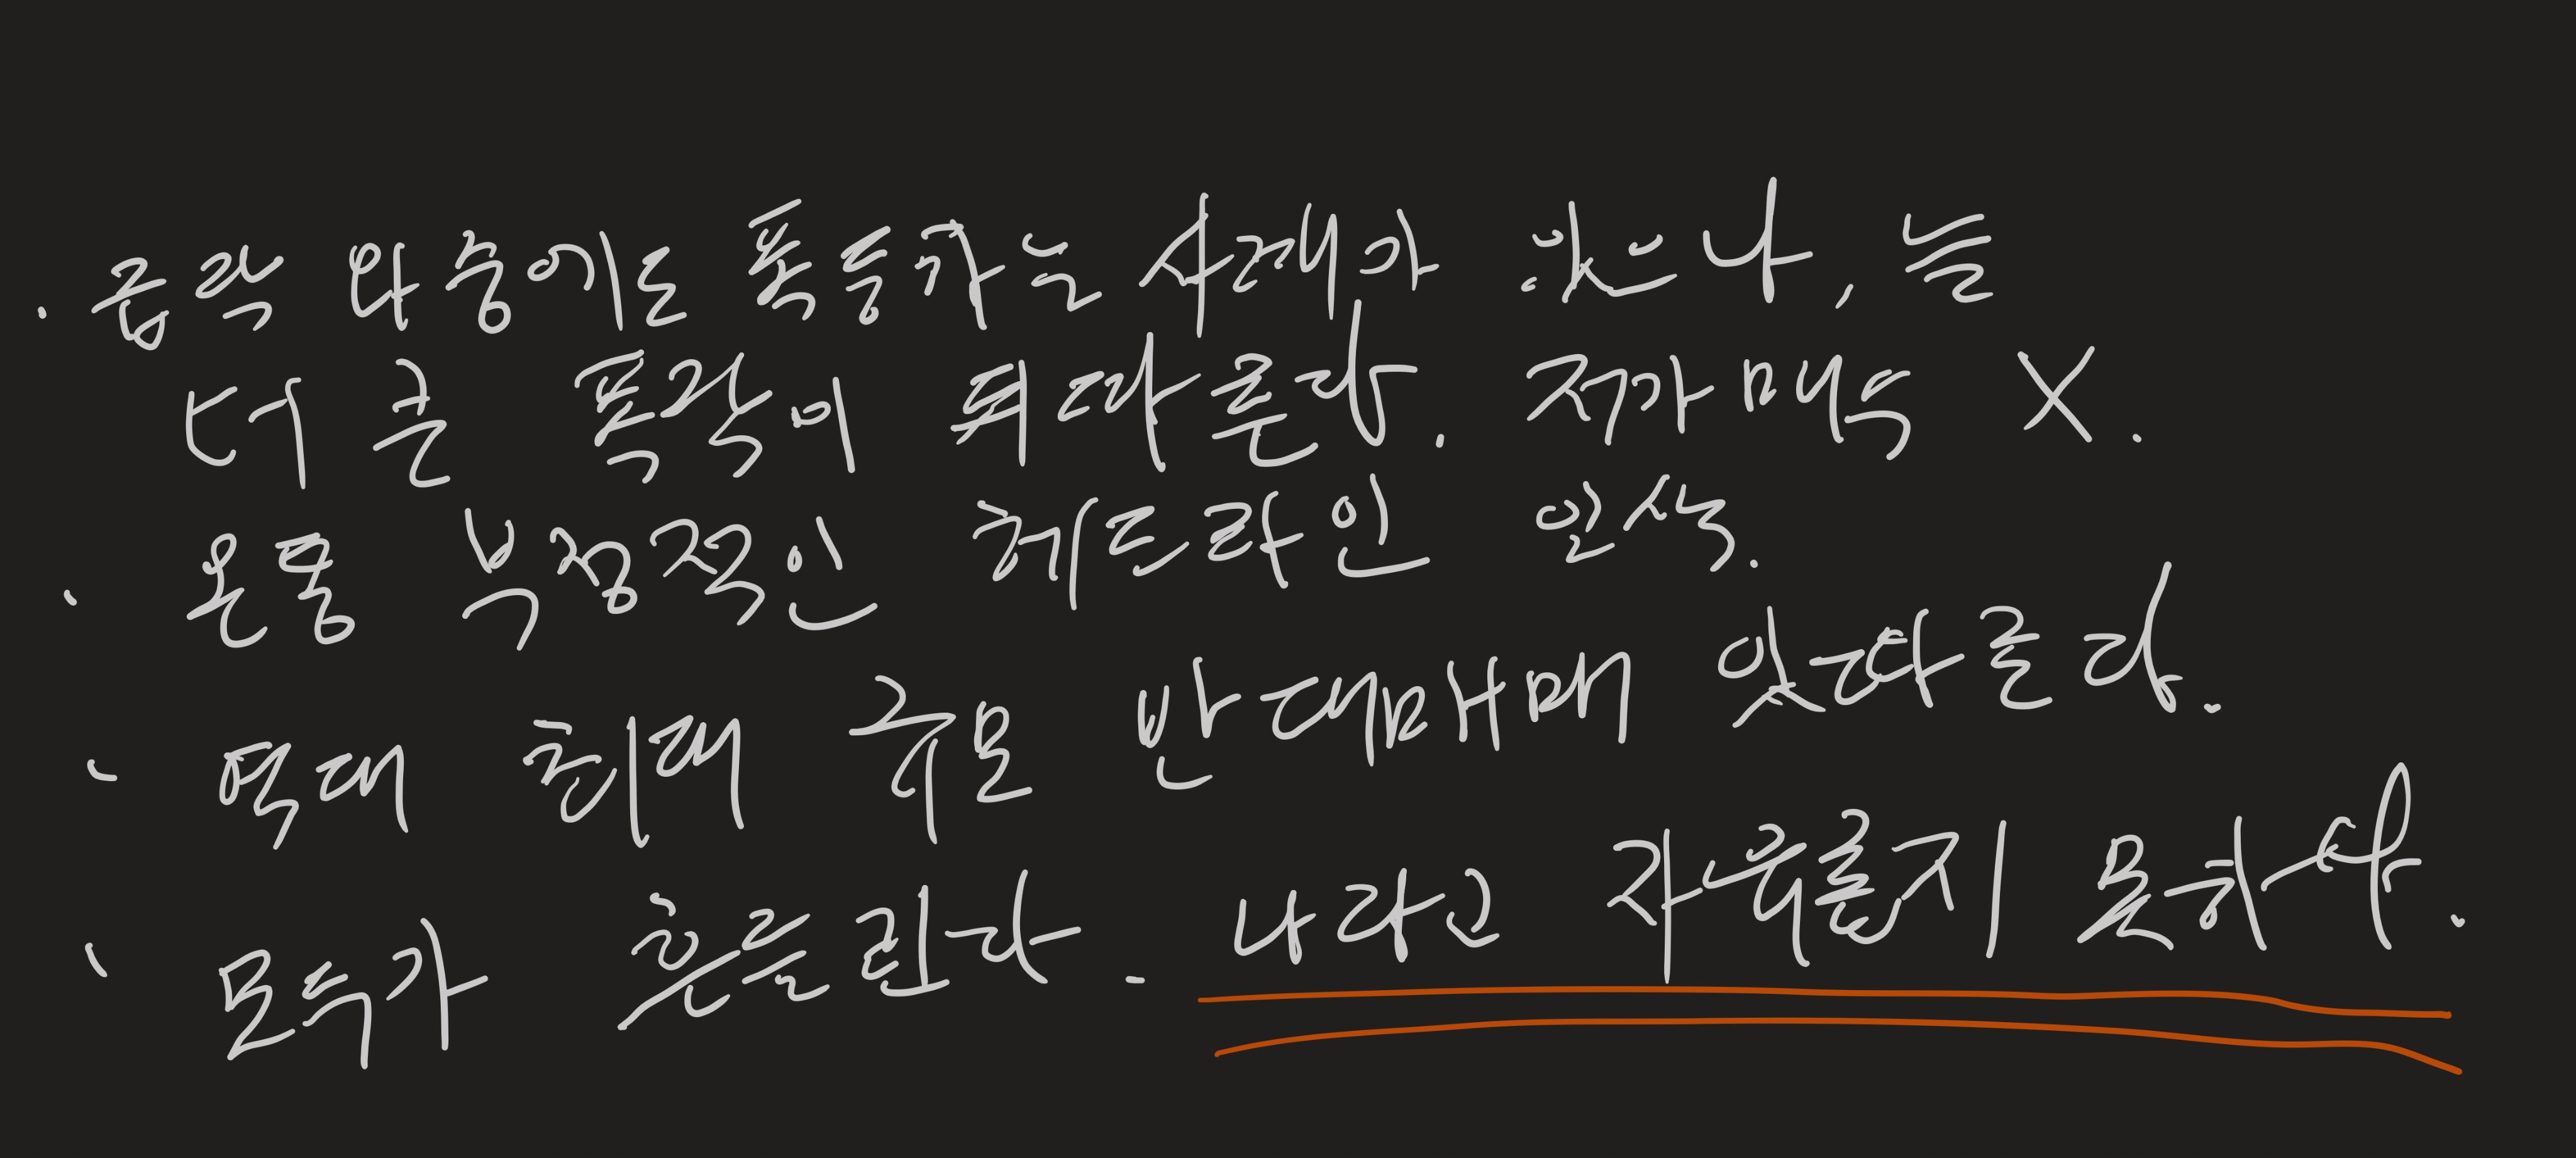 · 급락 와중에도 폭등하는 사례가 있으나, 늘
더 큰 폭락이 뒤따른다. 저가매수 X.
· 온통 부정적인 헤드라인 일색.
· 역대 최대 규모 반대매매 잇따른다.
· 모두가 흔들린다. 나라고 자유롭지 못하다.